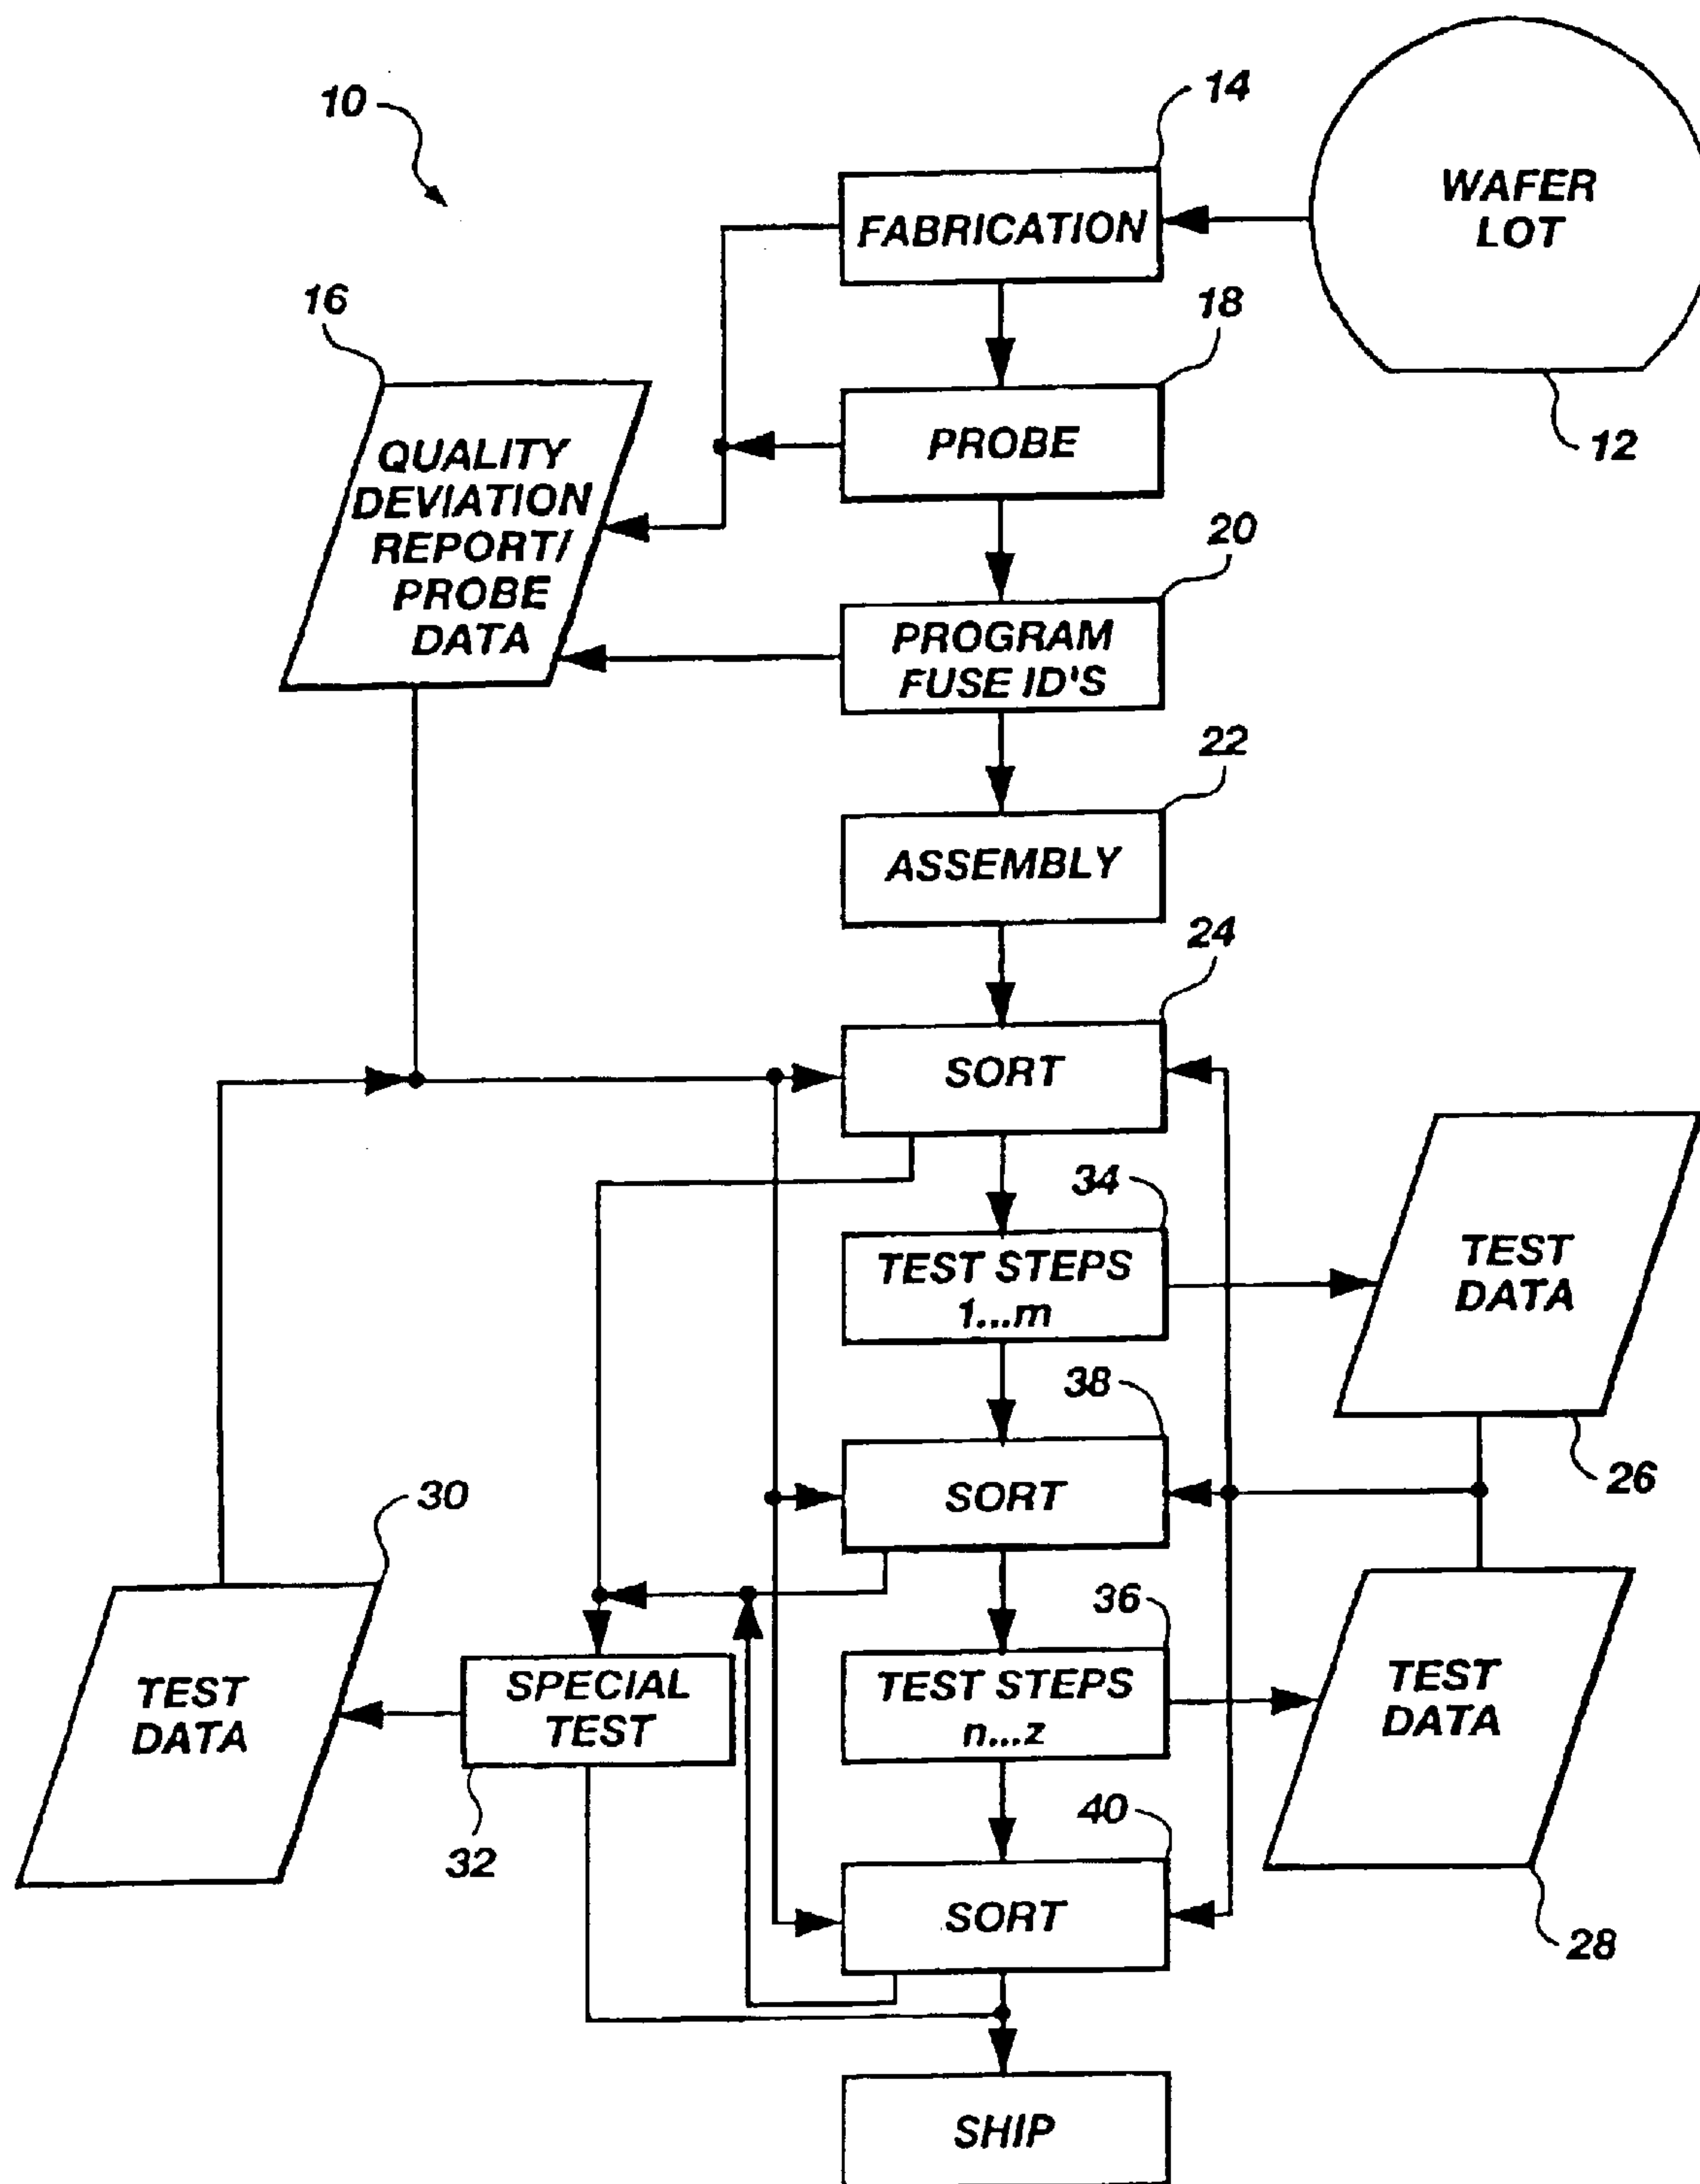 10
14
WAFER
LOT
FABRICATION
16
18
12
QUALITY
DEVIATION
REPORT/
PROBE
DATA
PROBE
20
PROGRAM
FUSE ID'S
22
ASSEMBLY
24
SORT
34
TEST STEPS
1...m
TEST
DATA
38
26
SORT
30
36
TEST
DATA
SPECIAL
TEST
TEST STEPS
n...z
TEST
DATA
32
40
SORT
28
SHIP